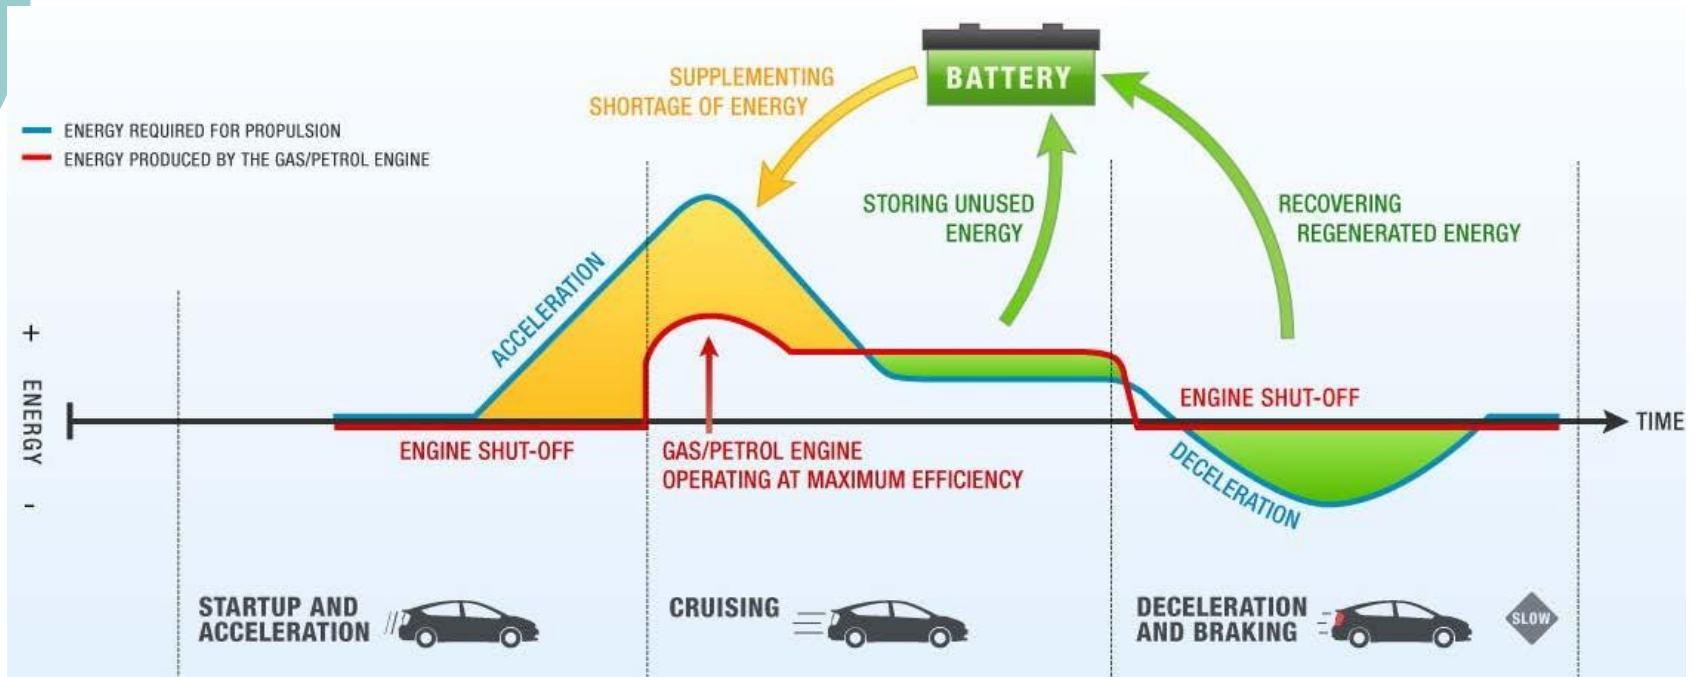 BATTERY
SUPPLEMENTING
SHORTAGE OF ENERGY
ENERGY REQUIRED FOR PROPULSION
ENERGY PRODUCED BY THE GAS/PETROL ENGINE
STORING UNUSED
ENERGY
RECOVERING
REGENERATED ENERGY
ACCELERATION
+
ENERGY
-
ENGINE SHUT-OFF
GAS/PETROL ENGINE
OPERATING AT MAXIMUM EFFICIENCY
ENGINE SHUT-OFF
DECELERATION
TIME
STARTUP AND
ACCELERATION
CRUISING
DECELERATION
AND BRAKING
SLOW